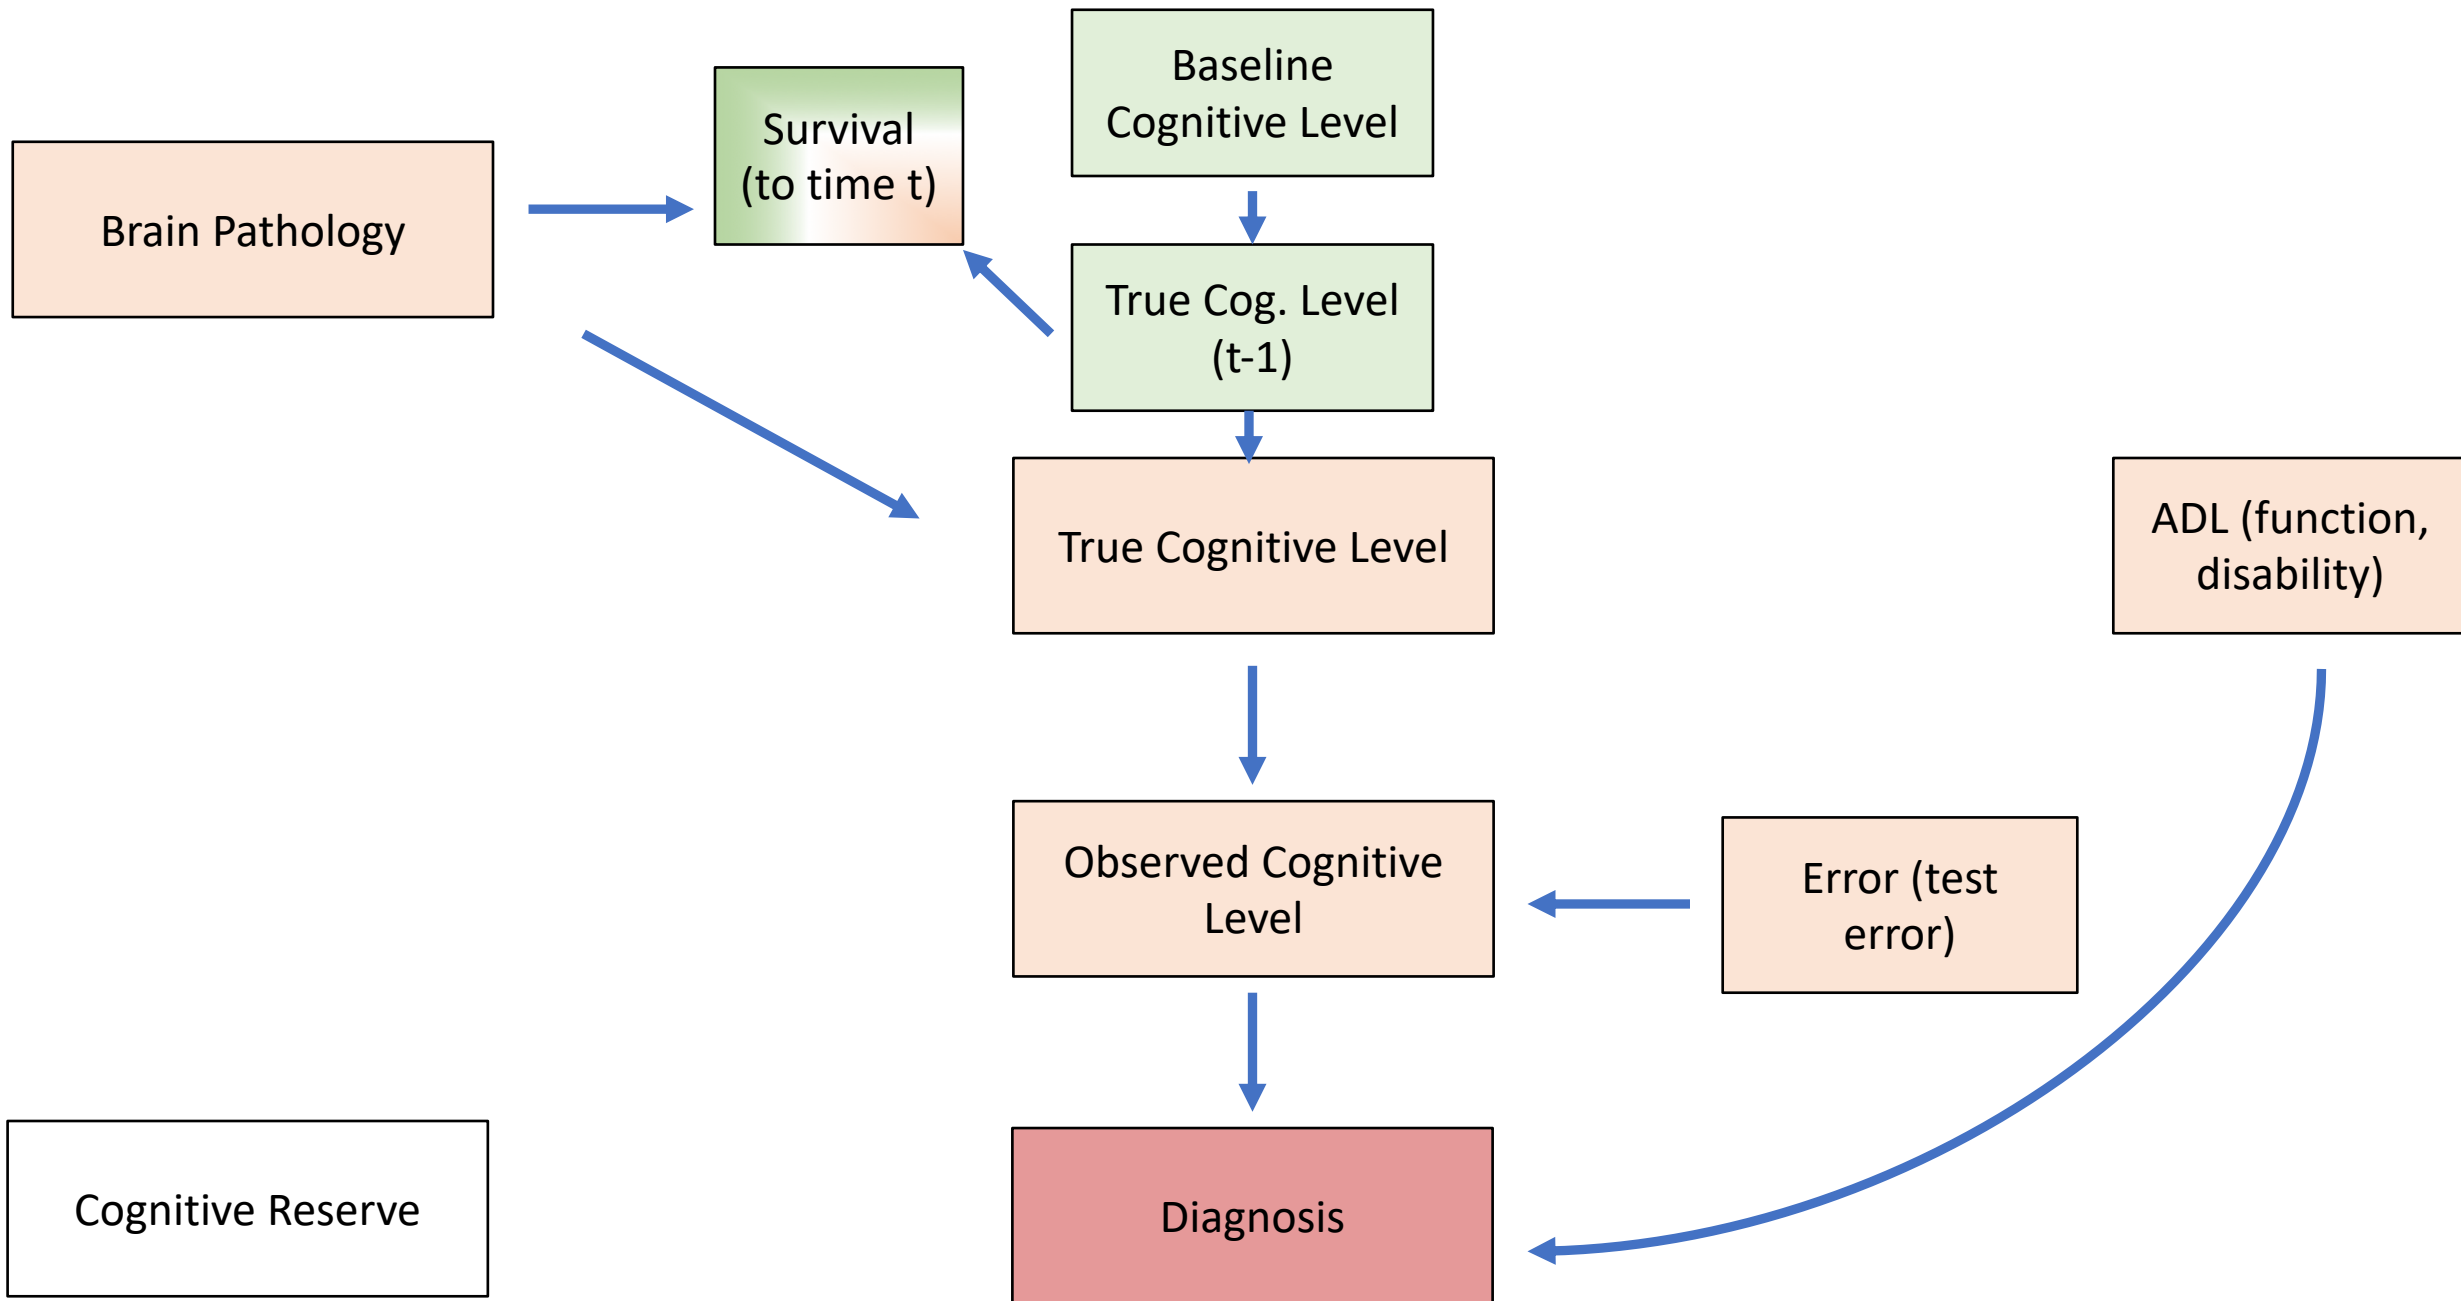 Baseline
Cognitive Level
Survival
(to time t)
Brain Pathology
True Cog. Level
(t-1)
True Cognitive Level
ADL (function,
disability)
Observed Cognitive
Level
Error (test
error)
Cognitive Reserve
Diagnosis